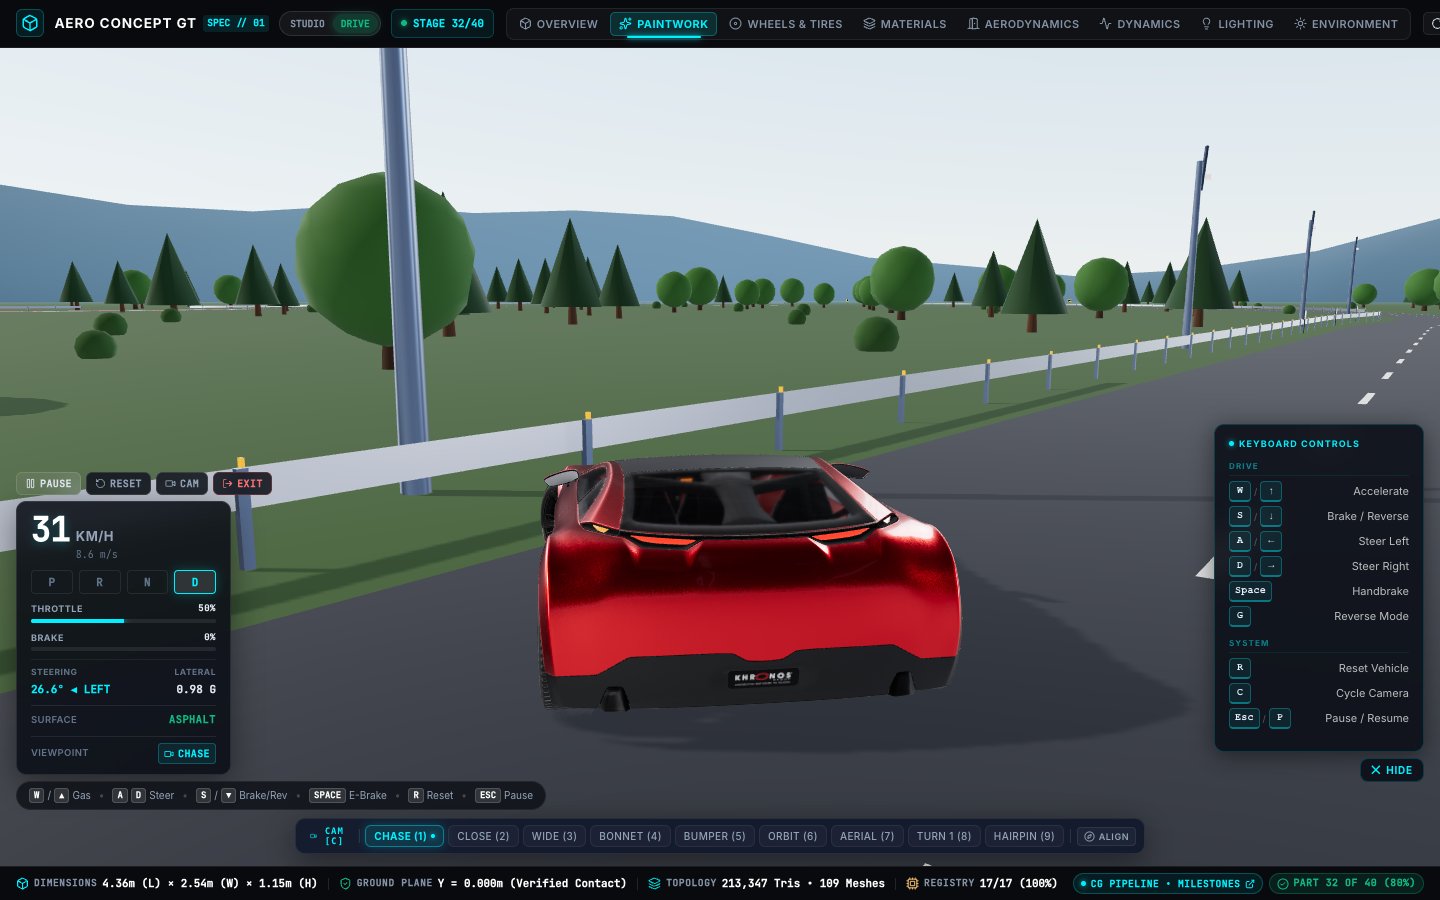 AERO CONCEPT GT SPEC // 01 STUDIO DRIVE STAGE 32/40 OVERVIEW PAINTWORK WHEELS & TIRES MATERIALS AERODYNAMICS DYNAMICS LIGHTING ENVIRONMENT
PAUSE RESET CAM EXIT
31 KM/H
8.6 m/s
P R N D
THROTTLE 50%
BRAKE 0%
STEERING LATERAL
26.6° ◀ LEFT 0.98 G
SURFACE ASPHALT
VIEWPOINT CHASE
W / ▲ Gas • A D Steer • S / ▼ Brake/Rev • SPACE E-Brake • R Reset • ESC Pause
KHRONOS
KEYBOARD CONTROLS
DRIVE
W / ↑ Accelerate
S / ↓ Brake / Reverse
A / ← Steer Left
D / → Steer Right
Space Handbrake
G Reverse Mode
SYSTEM
R Reset Vehicle
C Cycle Camera
Esc / P Pause / Resume
HIDE
CAM [C] CHASE (1) CLOSE (2) WIDE (3) BONNET (4) BUMPER (5) ORBIT (6) AERIAL (7) TURN 1 (8) HAIRPIN (9) ALIGN
DIMENSIONS 4.36m (L) × 2.54m (W) × 1.15m (H) GROUND PLANE Y = 0.000m (Verified Contact) TOPOLOGY 213,347 Tris • 109 Meshes REGISTRY 17/17 (100%) CG PIPELINE • MILESTONES PART 32 OF 40 (80%)